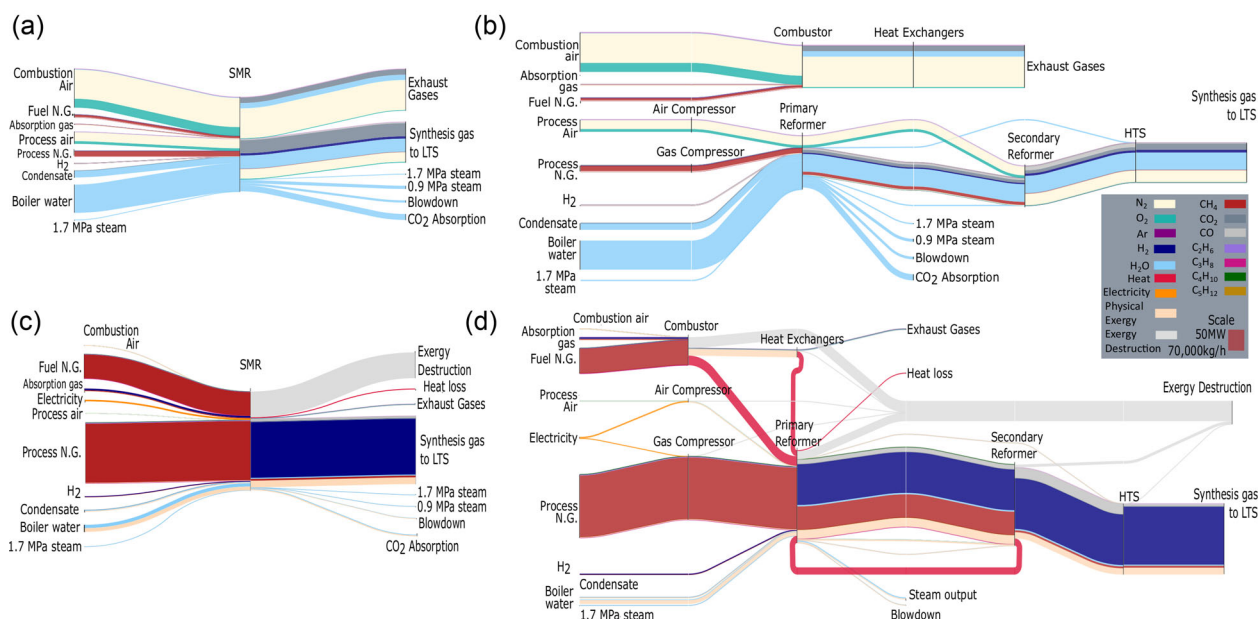 (a)
Combustion
Air
Fuel N.G.
Absorption gas
Process air
Process N.G.
H2
Condensate
Boiler water
1.7 MPa steam
SMR
Exhaust
Gases
Synthesis gas
to LTS
1.7 MPa steam
0.9 MPa steam
Blowdown
CO2 Absorption
(b)
Combustion
air
Absorption
gas
Fuel N.G.
Process
Air
Process
N.G.
H2
Condensate
Boiler
water
1.7 MPa
steam
Air Compressor
Gas Compressor
Combustor
Primary
Reformer
Heat Exchangers
Exhaust Gases
Secondary
Reformer
HTS
Synthesis gas
to LTS
1.7 MPa steam
0.9 MPa steam
Blowdown
CO2 Absorption
N2
O2
Ar
H2
H2O
Heat
Electricity
Physical
Exergy
Exergy
Destruction
CH4
CO2
CO
C2H6
C3H8
C4H10
C5H12
Scale
50MW
70,000kg/h
(c)
Combustion
Air
Fuel N.G.
Absorption gas
Electricity
Process air
Process N.G.
H2
Condensate
Boiler water
1.7 MPa steam
SMR
Exergy
Destruction
Heat loss
Exhaust Gases
Synthesis gas
to LTS
1.7 MPa steam
0.9 MPa steam
Blowdown
CO2 Absorption
(d)
Combustion air
Absorption
gas
Fuel N.G.
Process
Air
Electricity
Process
N.G.
H2
Condensate
Boiler
water
1.7 MPa steam
Combustor
Air Compressor
Gas Compressor
Heat Exchangers
Primary
Reformer
Exhaust Gases
Heat loss
Secondary
Reformer
Exergy Destruction
HTS
Synthesis gas
to LTS
Steam output
Blowdown